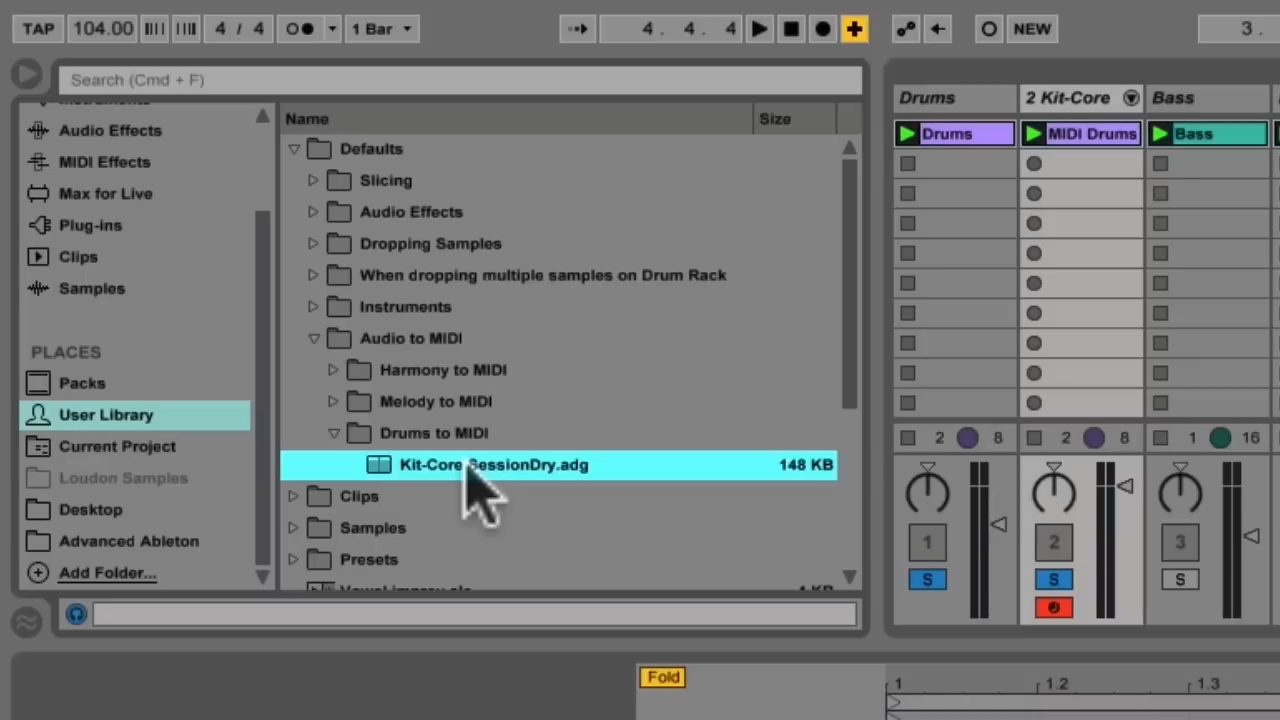 TAP 104.00 4 / 4 1 Bar 4. 4. 4 NEW 3.
Search (Cmd + F)
Instruments
Audio Effects
MIDI Effects
Max for Live
Plug-ins
Clips
Samples
PLACES
Packs
User Library
Current Project
Loudon Samples
Desktop
Advanced Ableton
Add Folder...
Name Size
Defaults
Slicing
Audio Effects
Dropping Samples
When dropping multiple samples on Drum Rack
Instruments
Audio to MIDI
Harmony to MIDI
Melody to MIDI
Drums to MIDI
Kit-Core SessionDry.adg 148 KB
Clips
Samples
Presets
Drums 2 Kit-Core Bass
Drums MIDI Drums Bass
2 8 2 8 1 16
1 2 3
S S S
Fold
1 1.2 1.3